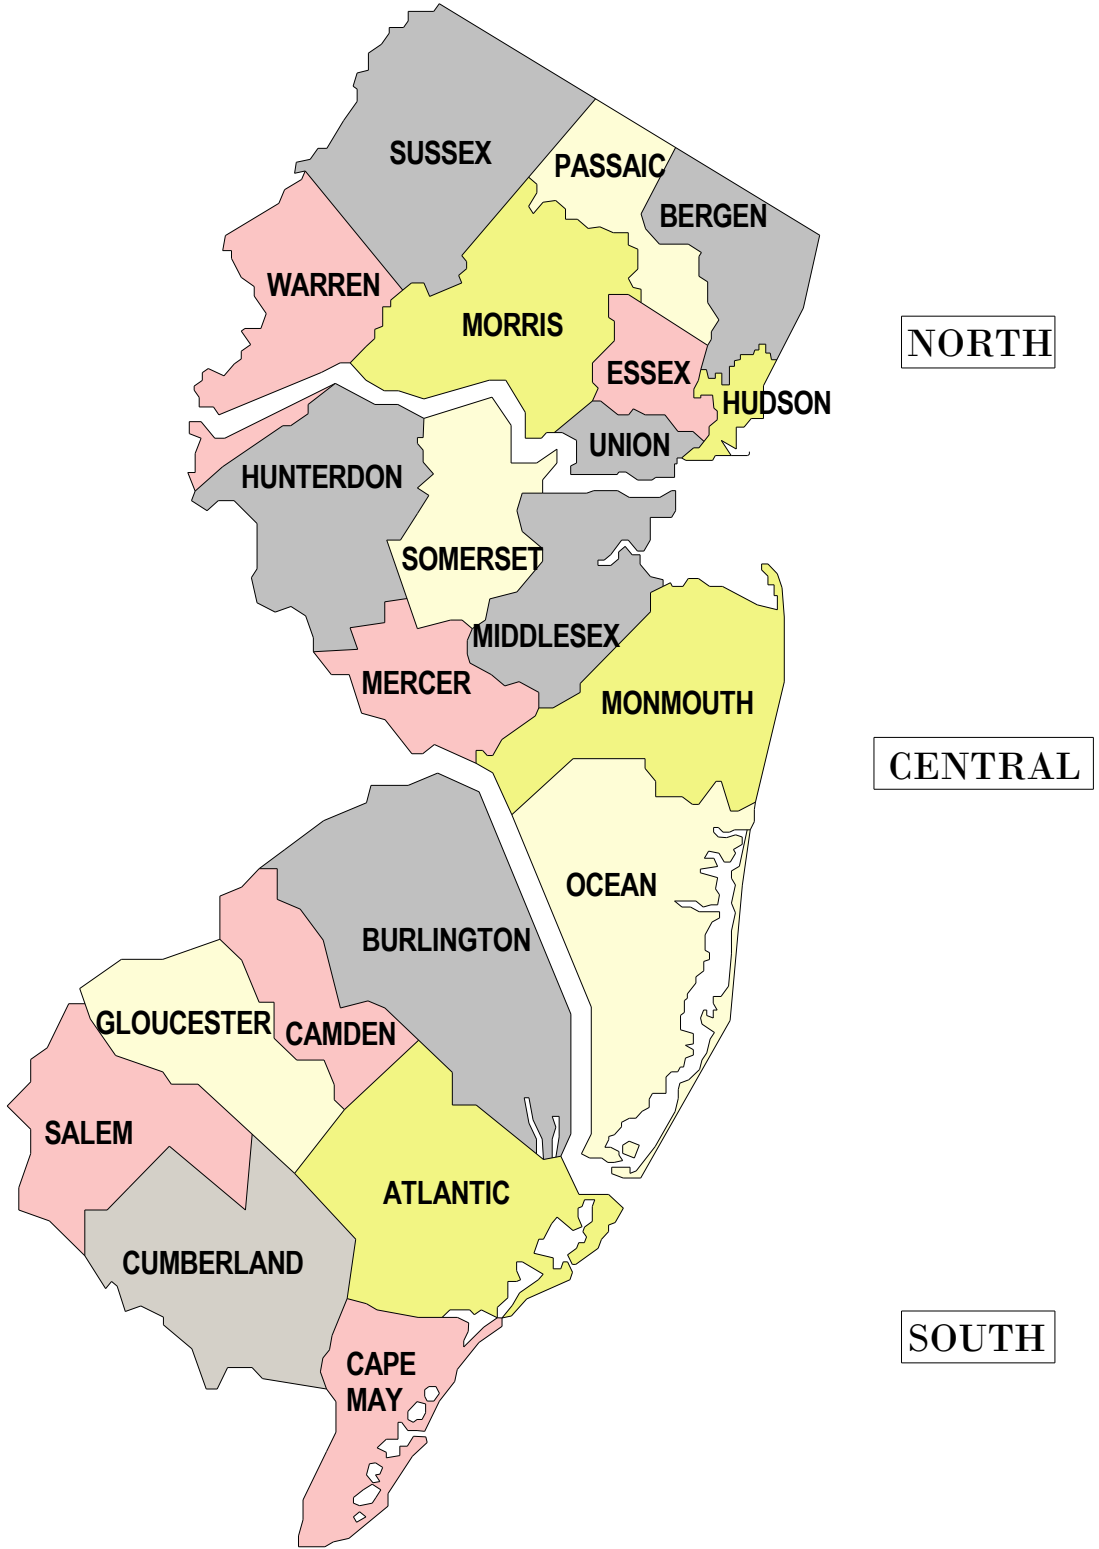 SUSSEX
PASSAIC
BERGEN
WARREN
MORRIS
NORTH
ESSEX
HUDSON
UNION
HUNTERDON
SOMERSET
MIDDLESEX
MERCER
MONMOUTH
CENTRAL
OCEAN
BURLINGTON
GLOUCESTER
CAMDEN
SALEM
ATLANTIC
CUMBERLAND
SOUTH
CAPE
MAY